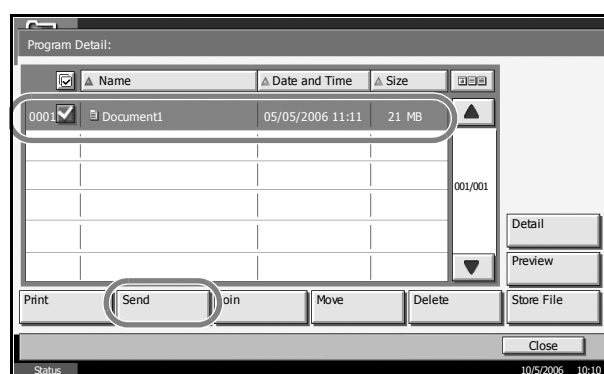 Program Detail:
Name Date and Time Size
0001 Document1 05/05/2006 11:11 21 MB
001/001
Detail
Preview
Print Send oin Move Delete Store File
Close
Status 10/5/2006 10:10